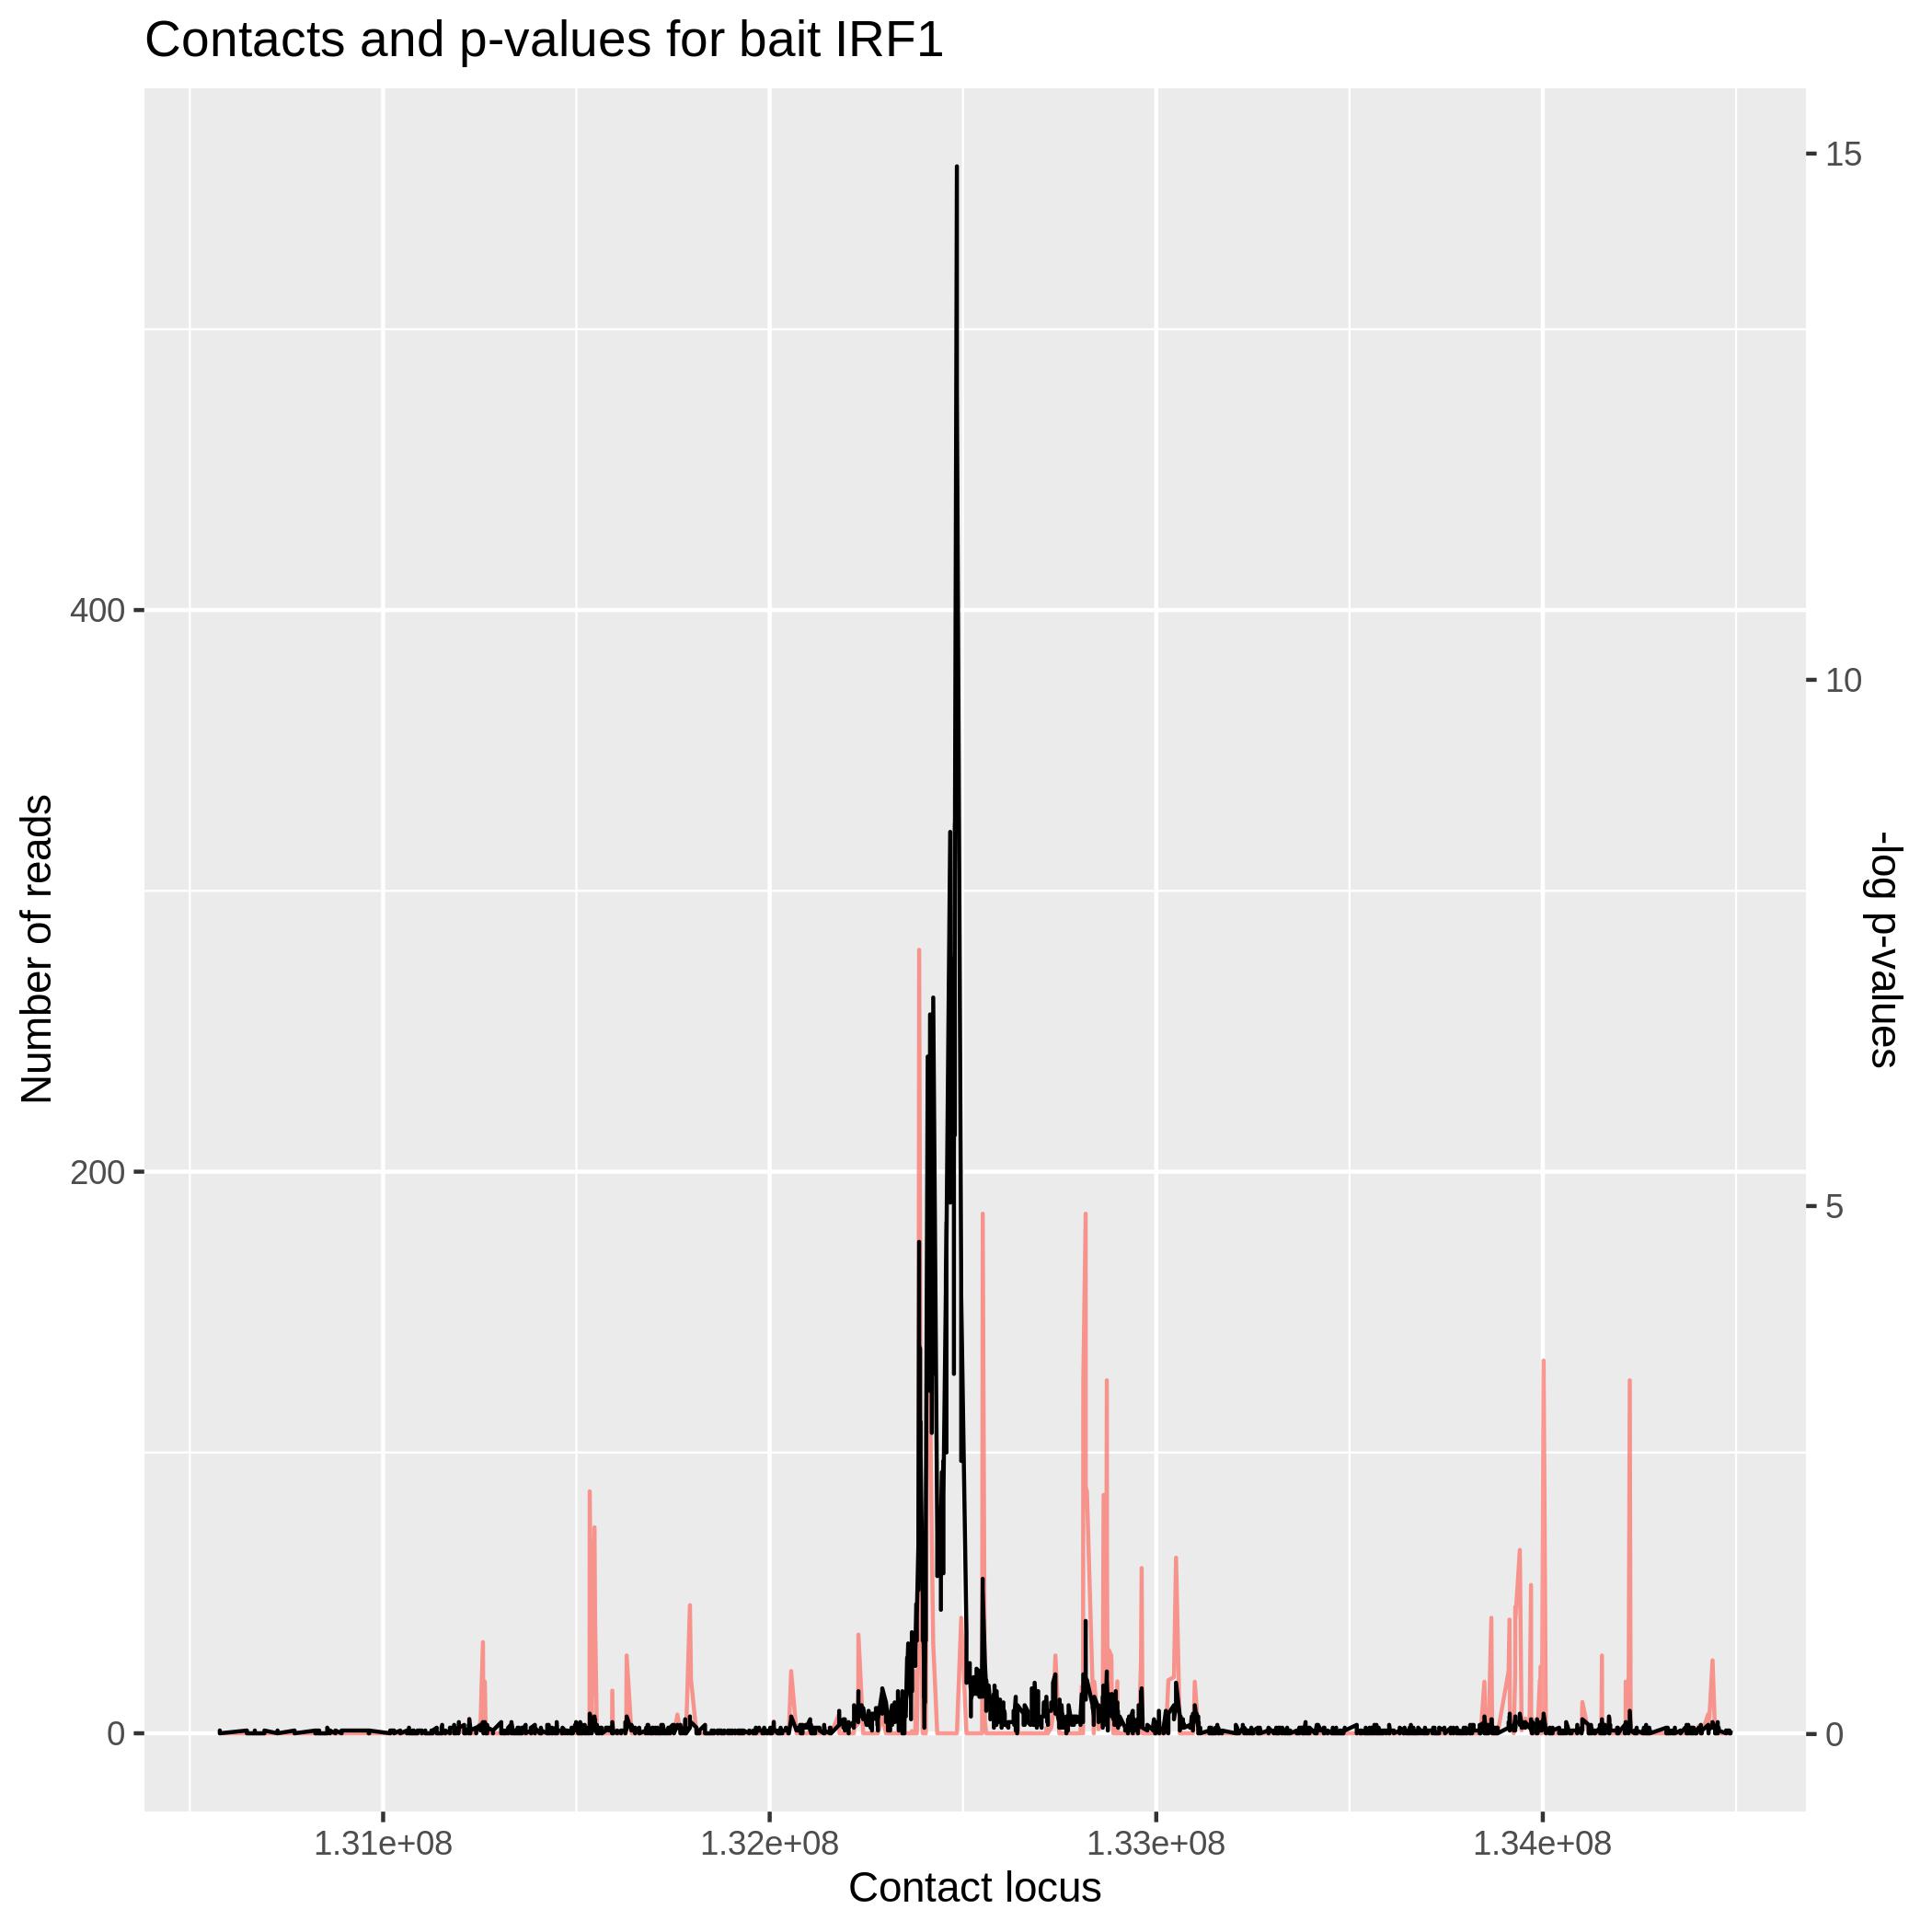 Contacts and p-values for bait IRF1
Number of reads
400
200
0
15
10
5
0
-log p-values
1.31e+08
1.32e+08
1.33e+08
1.34e+08
Contact locus